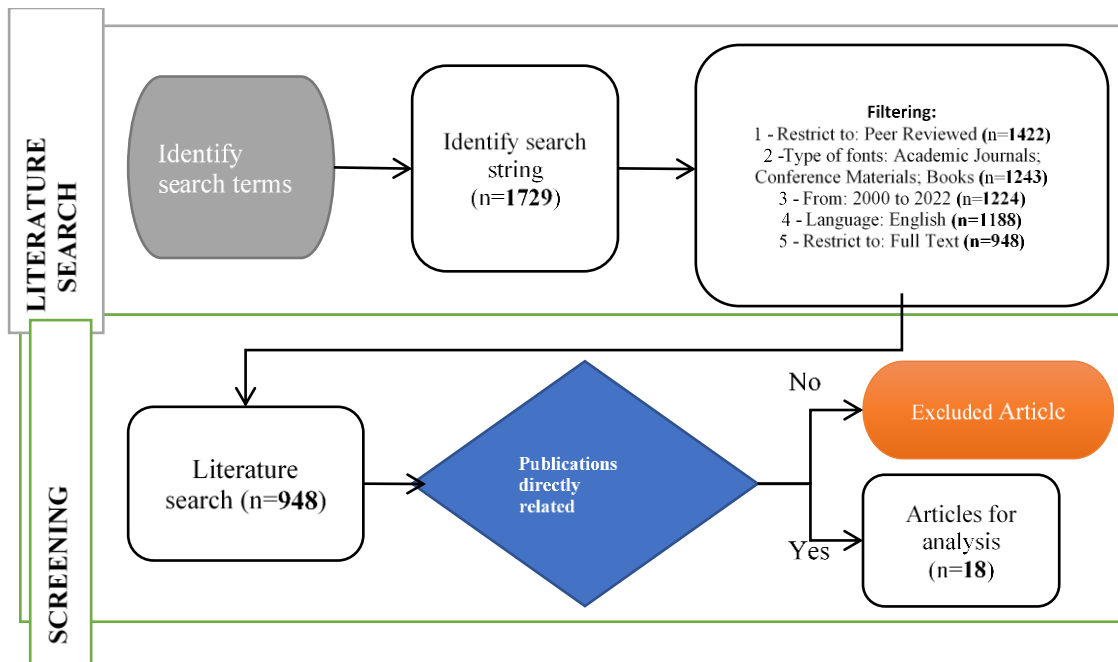 LITERATURE
SEARCH
Identify
search terms
Identify search
string
(n=1729)
Filtering:
1 - Restrict to: Peer Reviewed (n=1422)
2 -Type of fonts: Academic Journals;
Conference Materials; Books (n=1243)
3 - From: 2000 to 2022 (n=1224)
4 - Language: English (n=1188)
5 - Restrict to: Full Text (n=948)
SCREENING
Literature
search (n=948)
Publications
directly
related
No
Excluded Article
Yes
Articles for
analysis
(n=18)